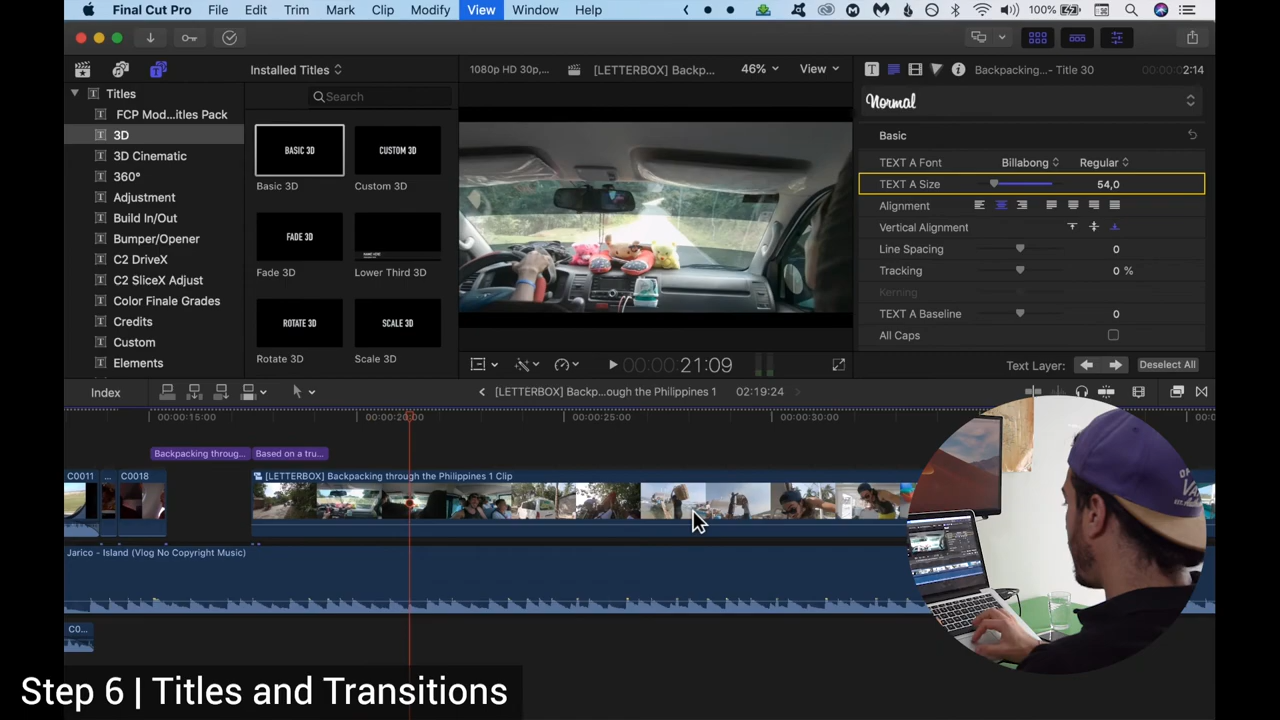 Final Cut Pro File Edit Trim Mark Clip Modify View Window Help 100%
Installed Titles 1080p HD 30p,... [LETTERBOX] Backp... 46% View Backpacking...- Title 30 2:14
Titles
Search
Normal
FCP Mod...itles Pack
3D
3D Cinematic
360°
Adjustment
Build In/Out
Bumper/Opener
C2 DriveX
C2 SliceX Adjust
Color Finale Grades
Credits
Custom
Elements
BASIC 3D
CUSTOM 3D
Basic 3D
Custom 3D
FADE 3D
Fade 3D
Lower Third 3D
ROTATE 3D
SCALE 3D
Rotate 3D
Scale 3D
Basic
TEXT A Font Billabong Regular
TEXT A Size 54,0
Alignment
Vertical Alignment
Line Spacing 0
Tracking 0 %
Kerning
TEXT A Baseline 0
All Caps
Text Layer: Deselect All
00:00:21:09
Index [LETTERBOX] Backp...ough the Philippines 1 02:19:24
00:00:15:00 00:00:20:00 00:00:25:00 00:00:30:00
Backpacking throug... Based on a tru...
C0011 ... C0018 [LETTERBOX] Backpacking through the Philippines 1 Clip
Jarico - Island (Vlog No Copyright Music)
C0...
Step 6 | Titles and Transitions